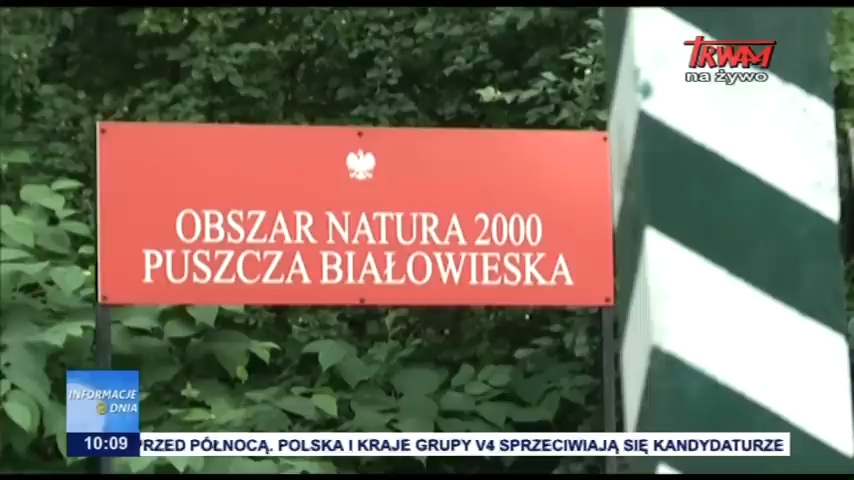 TRWAM
na żywo
OBSZAR NATURA 2000
PUSZCZA BIAŁOWIESKA
INFORMACJE
DNIA
10:09
PRZED PÓŁNOCĄ. POLSKA I KRAJE GRUPY V4 SPRZECIWIAJĄ SIĘ KANDYDATURZE